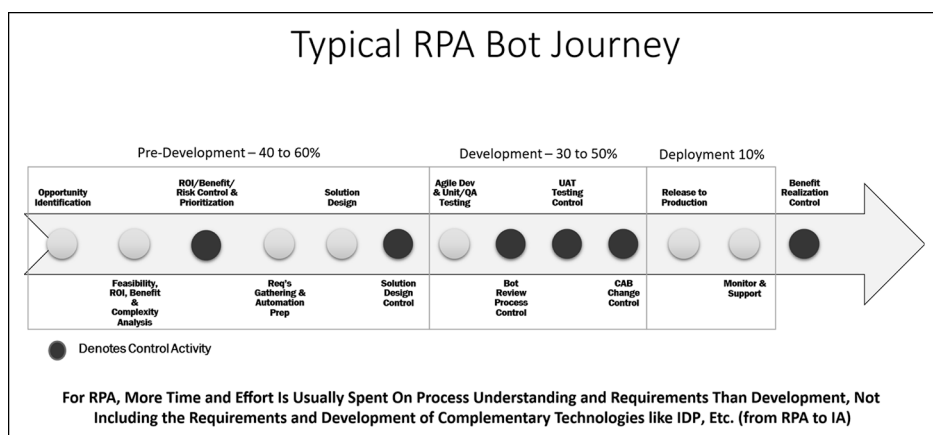 Typical RPA Bot Journey
Pre-Development – 40 to 60%
Development – 30 to 50%
Deployment 10%
Opportunity
Identification
ROI/Benefit/
Risk Control &
Prioritization
Solution
Design
Agile Dev
& Unit/QA
Testing
UAT
Testing
Control
Release to
Production
Benefit
Realization
Control
Feasibility,
ROI, Benefit
&
Complexity
Analysis
Req's
Gathering &
Automation
Prep
Solution
Design
Control
Bot
Review
Process
Control
CAB
Change
Control
Monitor &
Support
Denotes Control Activity
For RPA, More Time and Effort Is Usually Spent On Process Understanding and Requirements Than Development, Not
Including the Requirements and Development of Complementary Technologies like IDP, Etc. (from RPA to IA)